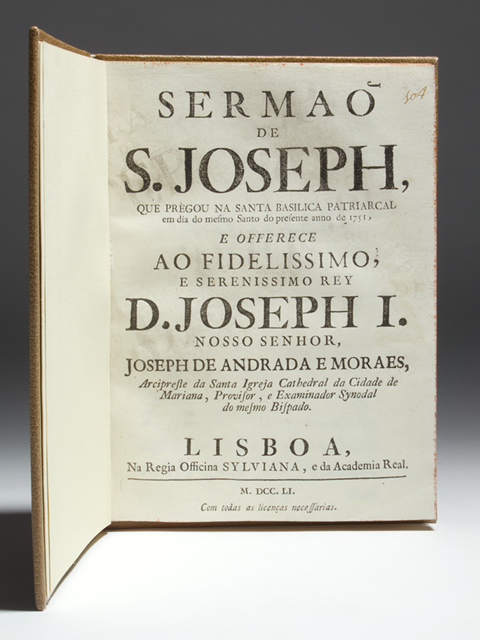 504
SERMAÕ
DE
S. JOSEPH,
QUE PRÈGOU NA SANTA BASILICA PATRIARCAL
em dia do meſmo Santo do preſente anno de 1751,
E OFFERECE
AO FIDELISSIMO,
E SERENISSIMO REY
D. JOSEPH I.
NOSSO SENHOR,
JOSEPH DE ANDRADA E MORAES,
Arcipreſte da Santa Igreja Cathedral da Cidade de
Mariana, Proviſor, e Examinador Synodal
do meſmo Biſpado.
LISBOA,
Na Regia Officina SYLVIANA, e da Academia Real.
M. DCC. LI.
Com todas as licenças neceſſarias.